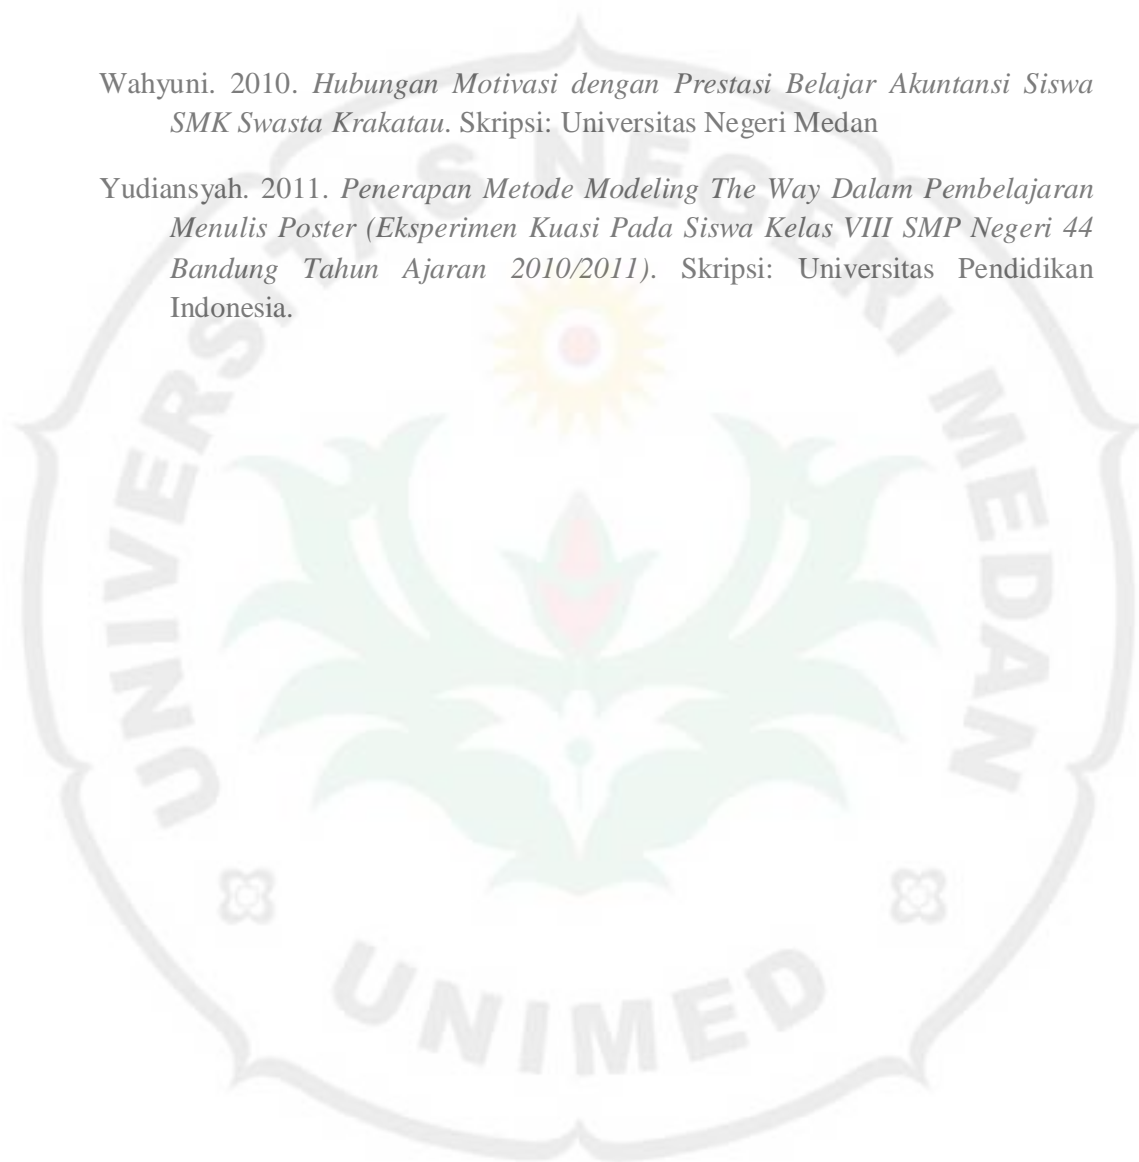 Wahyuni. 2010. Hubungan Motivasi dengan Prestasi Belajar Akuntansi Siswa
SMK Swasta Krakatau. Skripsi: Universitas Negeri Medan
Yudiansyah. 2011. Penerapan Metode Modeling The Way Dalam Pembelajaran
Menulis Poster (Eksperimen Kuasi Pada Siswa Kelas VIII SMP Negeri 44
Bandung Tahun Ajaran 2010/2011). Skripsi: Universitas Pendidikan
Indonesia.
UNIVERSITAS NEGERI MEDAN
UNIMED